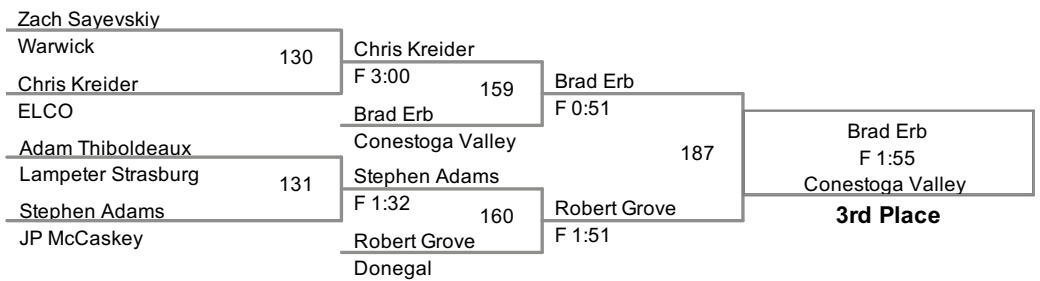 Zach Sayevskiy
Warwick
130
Chris Kreider
ELCO
Adam Thiboldeaux
Lampeter Strasburg
131
Stephen Adams
JP McCaskey
Chris Kreider
F 3:00
159
Brad Erb
Conestoga Valley
Stephen Adams
F 1:32
160
Robert Grove
Donegal
Brad Erb
F 0:51
187
Robert Grove
F 1:51
Brad Erb
F 1:55
Conestoga Valley
3rd Place